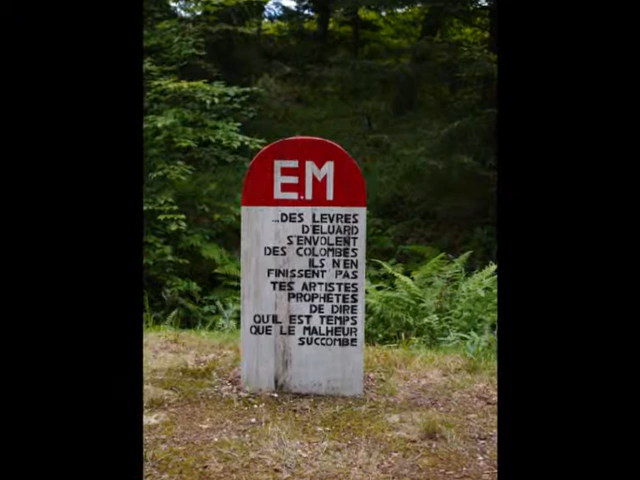 E.M
...DES LEVRES
D'ELUARD
S'ENVOLENT
DES COLOMBES
ILS N'EN
FINISSENT PAS
TES ARTISTES
PROPHÈTES
DE DIRE
QU'IL EST TEMPS
QUE LE MALHEUR
SUCCOMBE